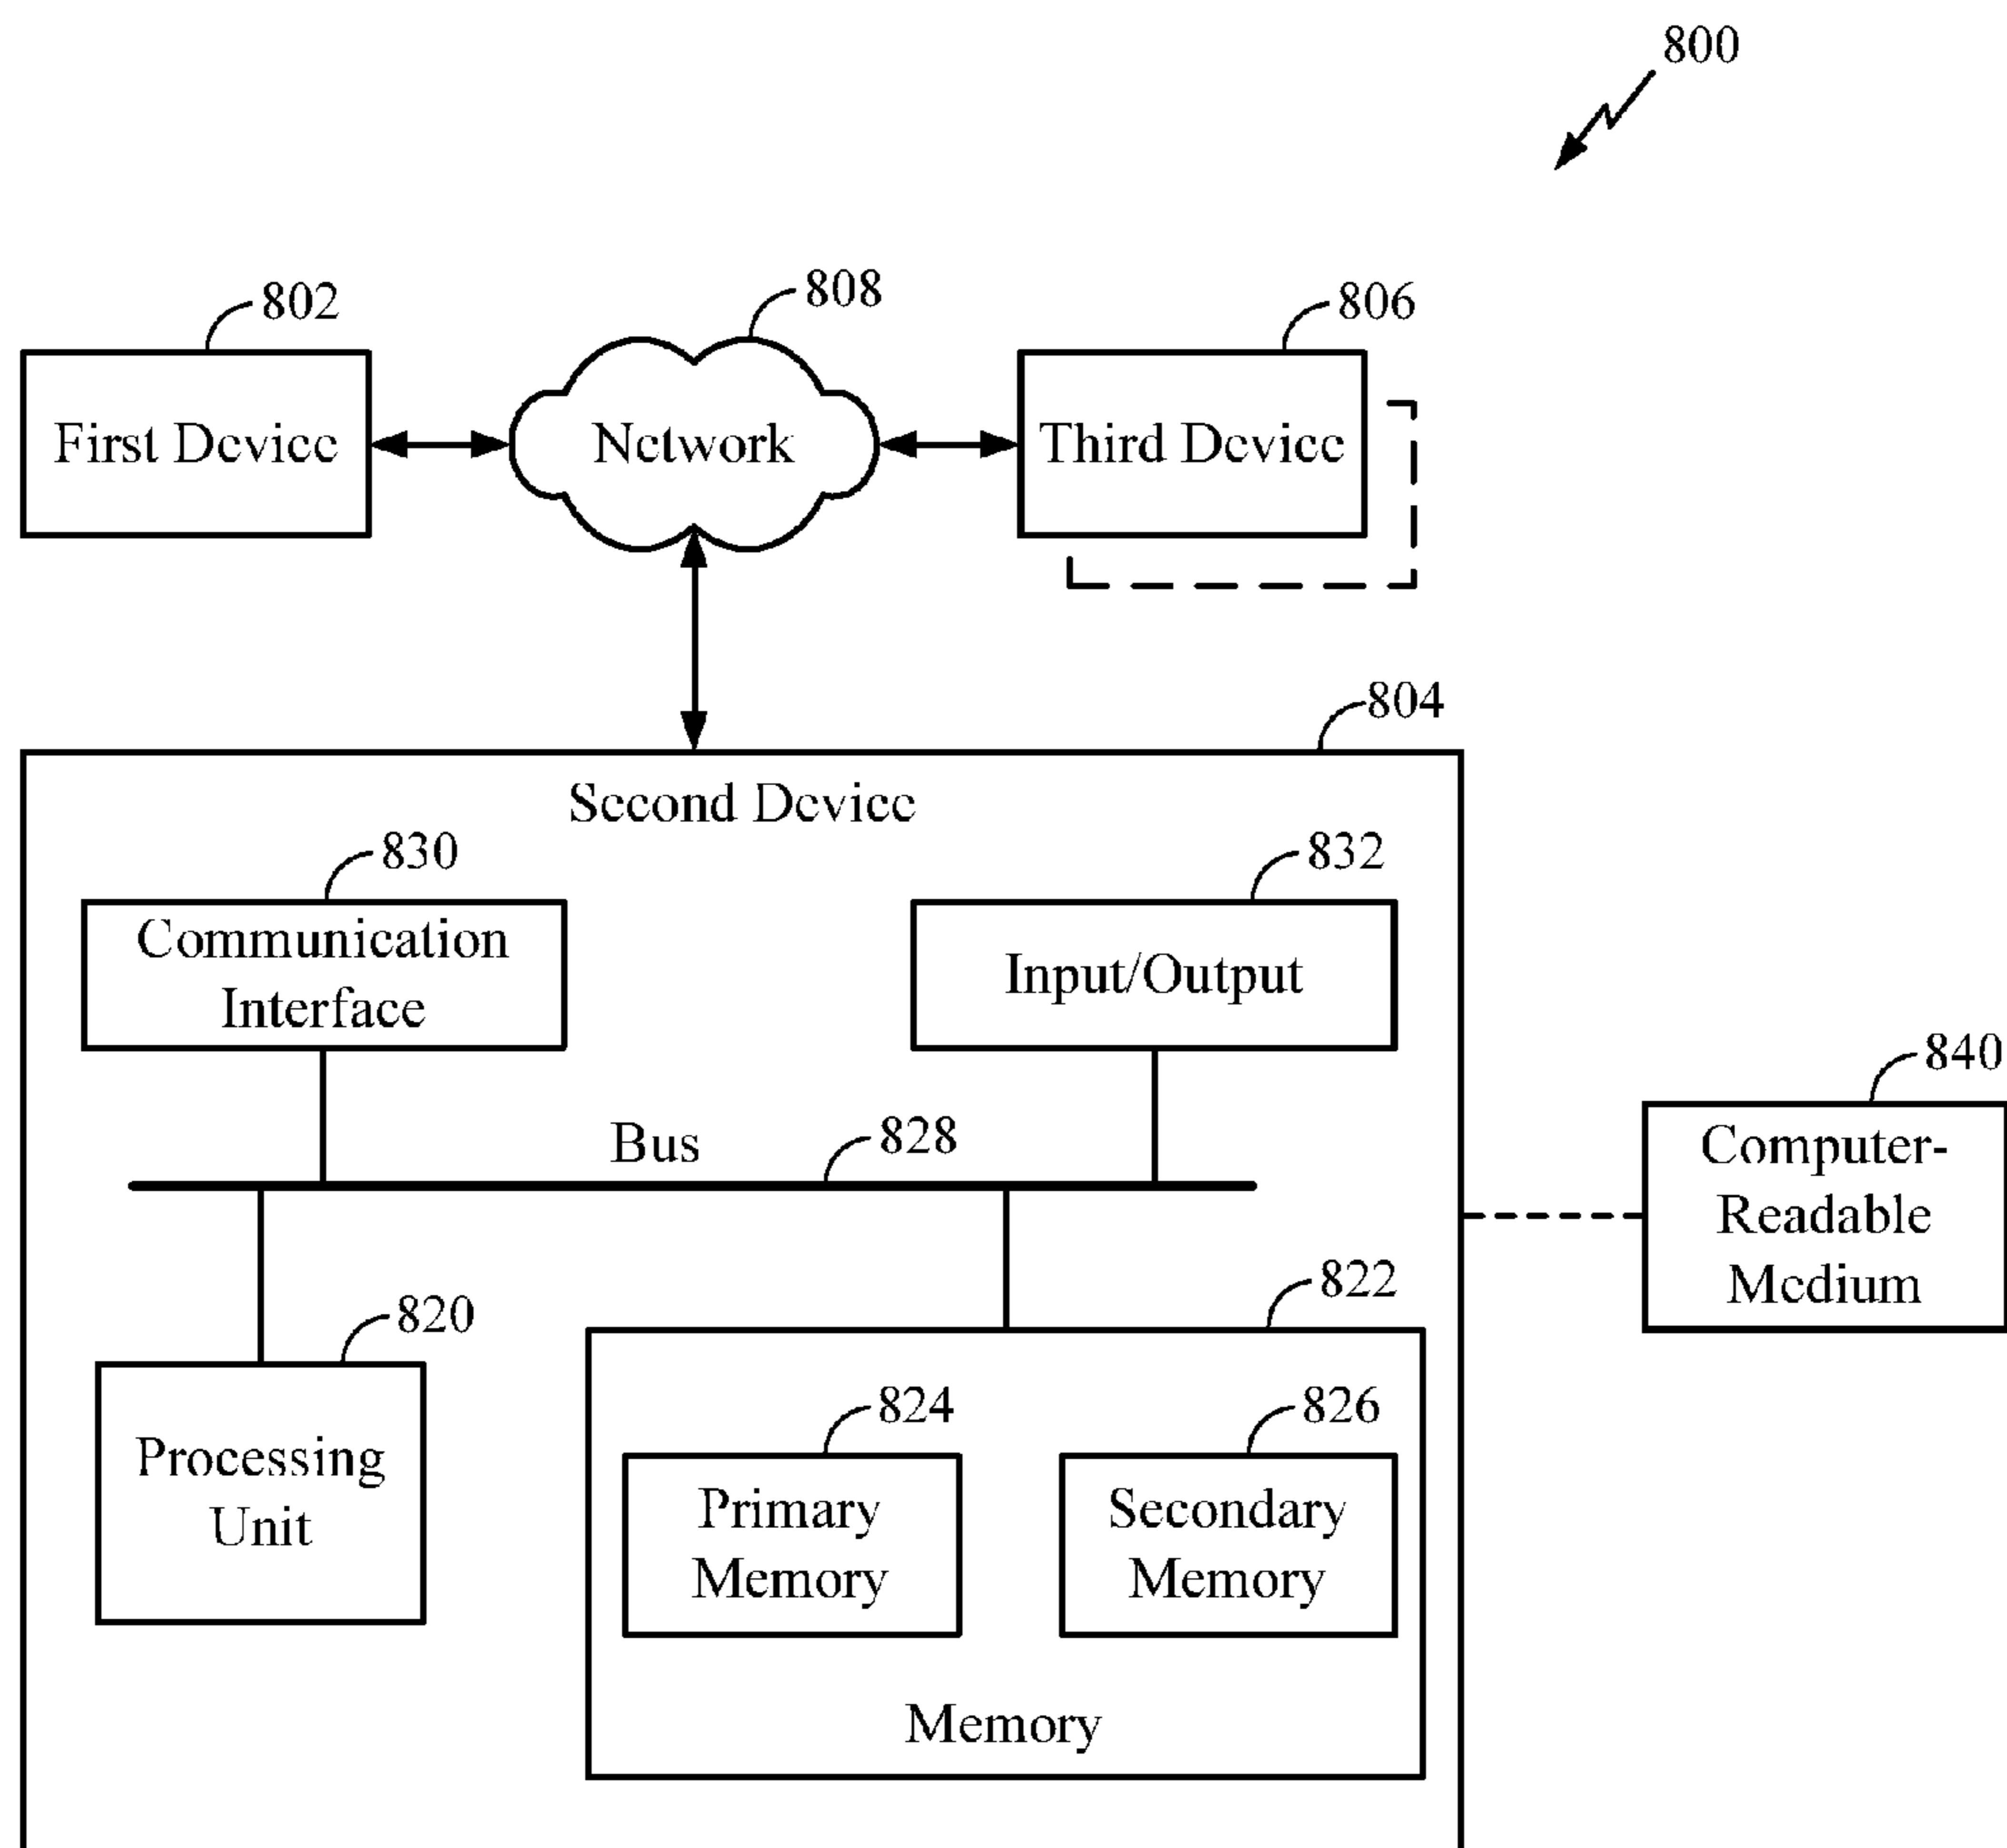 800
802
808
806
First Device
Network
Third Device
804
Second Device
830
832
Communication
Interface
Input/Output
840
Computer-
Readable
Medium
Bus
828
822
820
824
826
Processing
Unit
Primary
Memory
Secondary
Memory
Memory